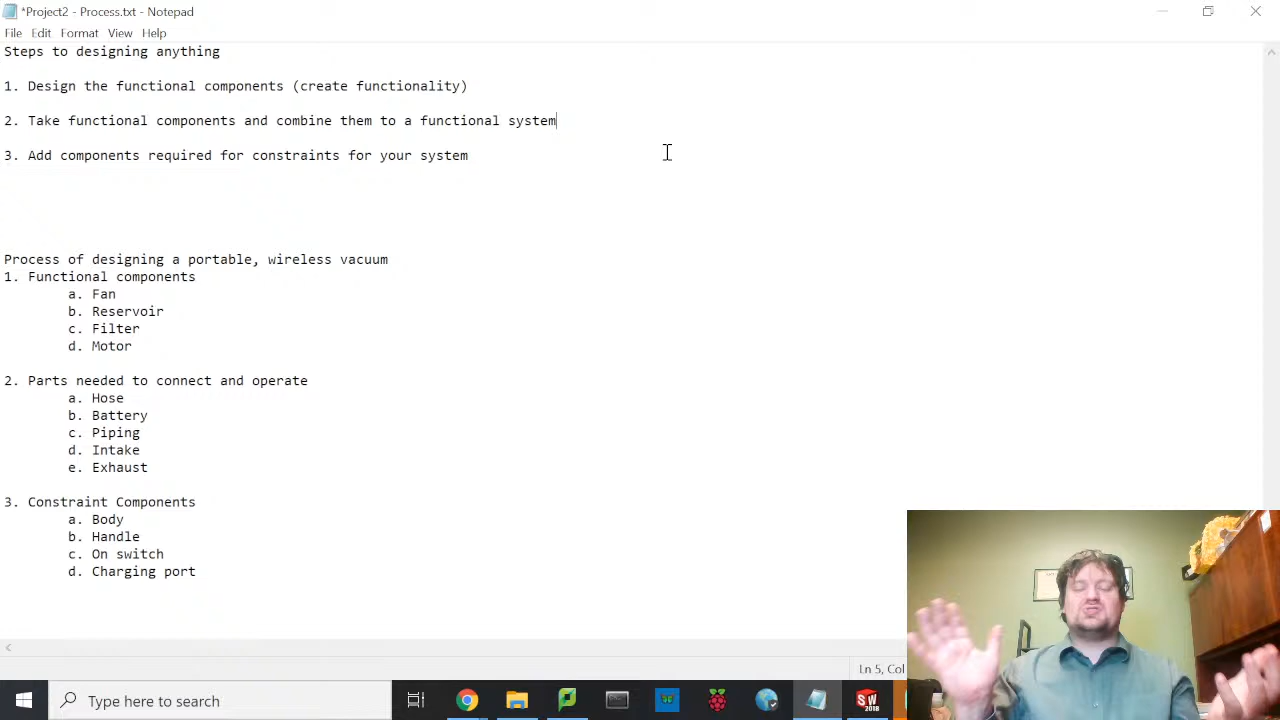 *Project2 - Process.txt - Notepad
File Edit Format View Help
Steps to designing anything
1. Design the functional components (create functionality)
2. Take functional components and combine them to a functional system
3. Add components required for constraints for your system
Process of designing a portable, wireless vacuum
1. Functional components
a. Fan
b. Reservoir
c. Filter
d. Motor
2. Parts needed to connect and operate
a. Hose
b. Battery
c. Piping
d. Intake
e. Exhaust
3. Constraint Components
a. Body
b. Handle
c. On switch
d. Charging port
Ln 5, Col
Type here to search
SW
2018